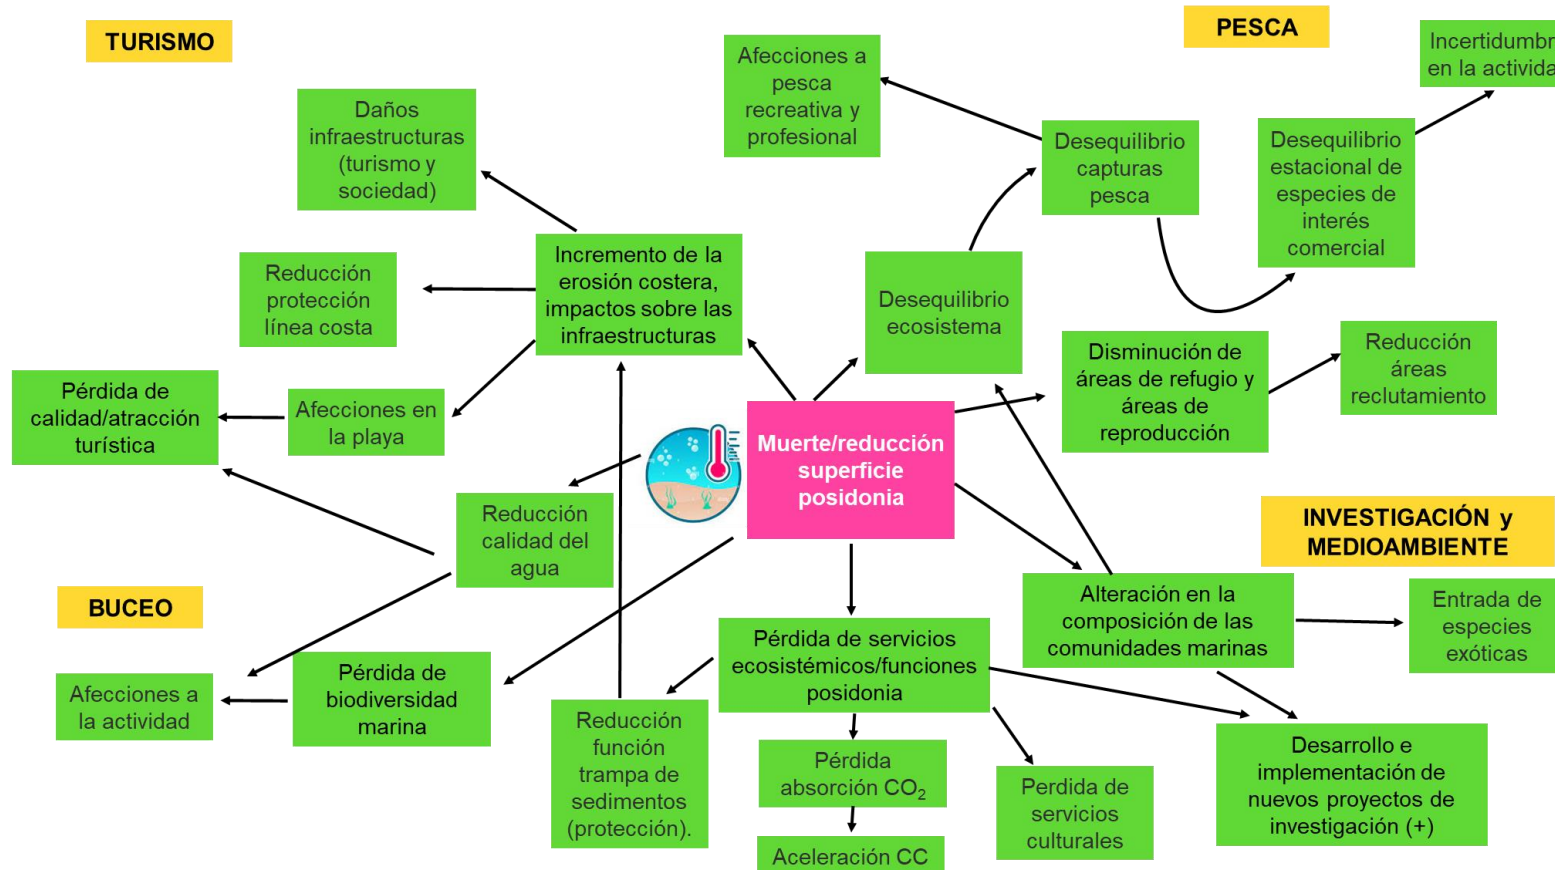 TURISMO
PESCA
Afecciones a
pesca
recreativa y
profesional
Incertidumbr
en la activida
Daños
infraestructuras
(turismo y
sociedad)
Desequilibrio
capturas
pesca
Desequilibrio
estacional de
especies de
interés
comercial
Incremento de la
erosión costera,
impactos sobre las
infraestructuras
Reducción
protección
línea costa
Desequilibrio
ecosistema
Disminución de
áreas de refugio y
áreas de
reproducción
Reducción
áreas
reclutamiento
Pérdida de
calidad/atracción
turística
Afecciones en
la playa
Muerte/reducción
superficie
posidonia
Reducción
calidad del
agua
INVESTIGACIÓN y
MEDIOAMBIENTE
BUCEO
Alteración en la
composición de las
comunidades marinas
Entrada de
especies
exóticas
Pérdida de servicios
ecosistémicos/funciones
posidonia
Afecciones a
la actividad
Pérdida de
biodiversidad
marina
Reducción
función
trampa de
sedimentos
(protección).
Pérdida
absorción CO₂
Perdida de
servicios
culturales
Desarrollo e
implementación de
nuevos proyectos de
investigación (+)
Aceleración CC